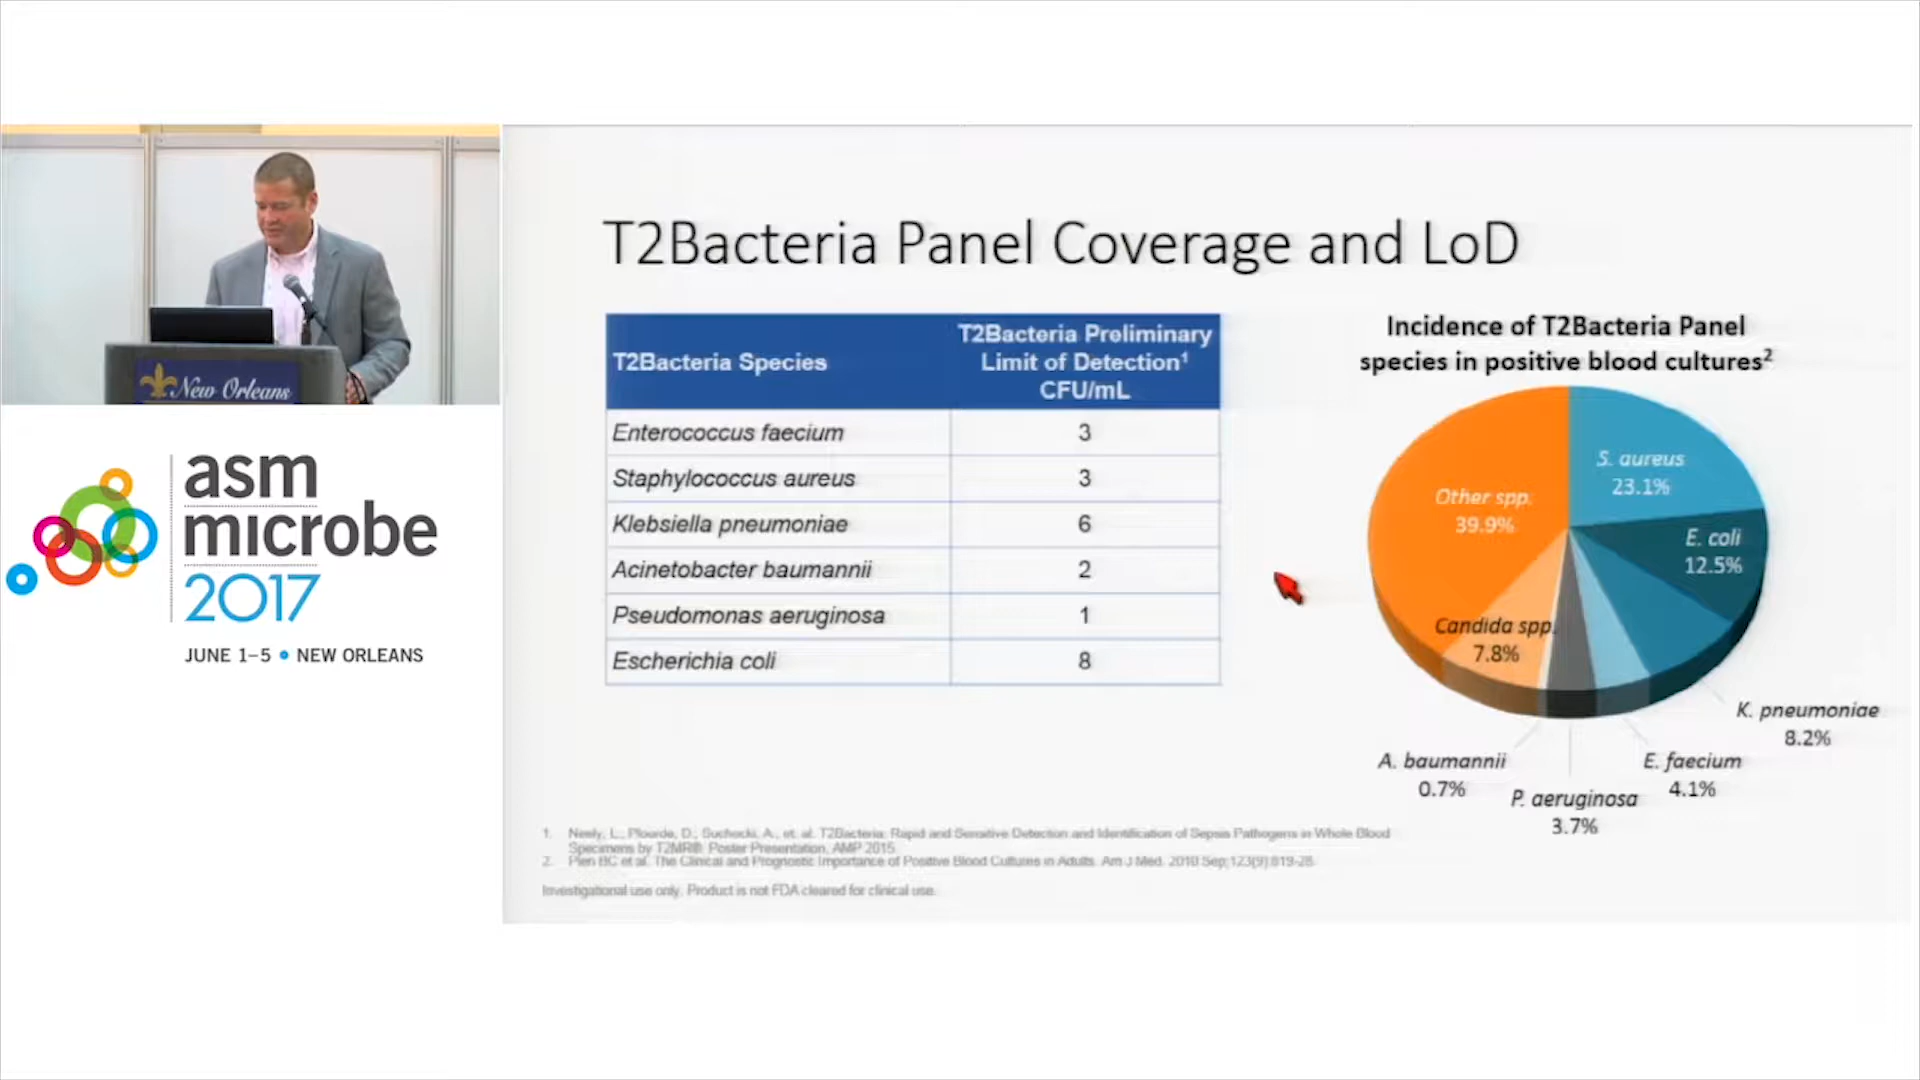 New Orleans
asm
microbe
2017
JUNE 1–5 • NEW ORLEANS
T2Bacteria Panel Coverage and LoD
T2Bacteria Species
T2Bacteria Preliminary
Limit of Detection¹
CFU/mL
Enterococcus faecium 3
Staphylococcus aureus 3
Klebsiella pneumoniae 6
Acinetobacter baumannii 2
Pseudomonas aeruginosa 1
Escherichia coli 8
Incidence of T2Bacteria Panel
species in positive blood cultures²
S. aureus
23.1%
E. coli
12.5%
Other spp.
39.9%
Candida spp.
7.8%
K. pneumoniae
8.2%
A. baumannii
0.7%
E. faecium
4.1%
P. aeruginosa
3.7%
1. Neely, L., Plourde, D., Suchocki, A., et. al. T2Bacteria: Rapid and Sensitive Detection and Identification of Sepsis Pathogens in Whole Blood
Specimens by T2MR®. Poster Presentation, AMP 2015.
2. Pien BC et al. The Clinical and Prognostic Importance of Positive Blood Cultures in Adults. Am J Med. 2010 Sep;123(9):819-28.
Investigational use only. Product is not FDA cleared for clinical use.